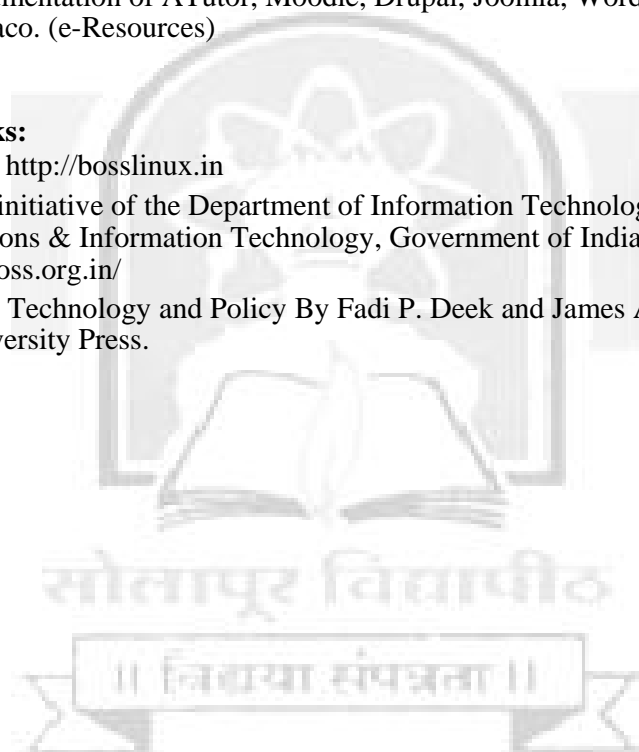 umentation of ATutor, Moodle, Drupal, Joomla, Word
aco. (e-Resources)
ks:
http://bosslinux.in
initiative of the Department of Information Technolog
ons & Information Technology, Government of India
oss.org.in/
Technology and Policy By Fadi P. Deek and James A
versity Press.
सोलापूर विद्यापीठ
॥ विद्यया संपन्नता ॥